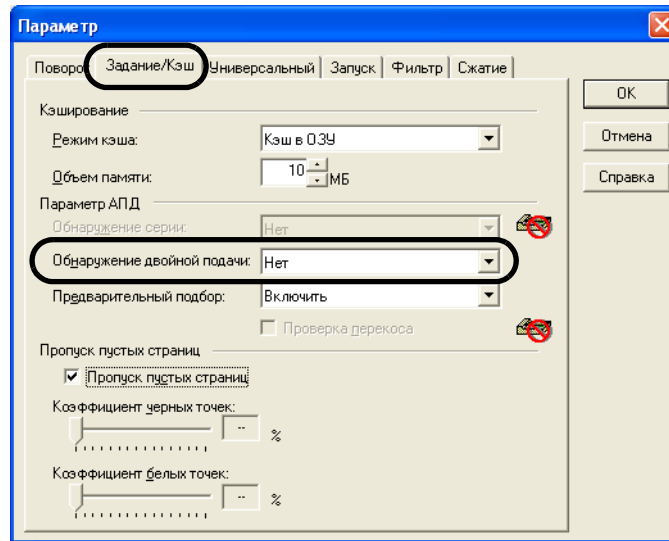 Параметр
Поворот Задание/Кэш Универсальный Запуск Фильтр Сжатие
OK
Отмена
Справка
Кэширование
Режим кэша: Кэш в ОЗУ
Объем памяти: 10 МБ
Параметр АПД
Обнаружение серии: Нет
Обнаружение двойной подачи: Нет
Предварительный подбор: Включить
Проверка перекоса
Пропуск пустых страниц
Пропуск пустых страниц
Коэффициент черных точек:
-- %
Коэффициент белых точек:
-- %